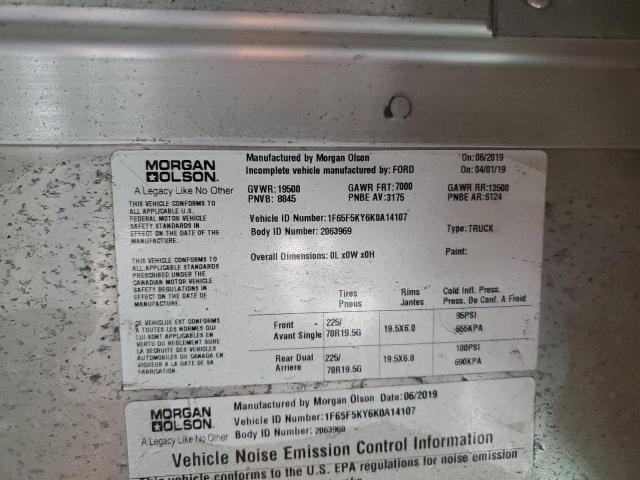 MORGAN OLSON
A Legacy Like No Other
Manufactured by Morgan Olson On:06/2019
Incomplete vehicle manufactured by: FORD On:04/01/19
GVWR:19500 GAWR FRT:7000 GAWR RR:13500
PNVB: 8845 PNBE AV:3175 PNBE AR:6124
THIS VEHICLE CONFORMS TO
ALL APPLICABLE U.S.
FEDERAL MOTOR VEHICLE
SAFETY STANDARDS IN
EFFECT ON THE DATE OF
MANUFACTURE.
Vehicle ID Number :1F65F5KY6K0A14107
Body ID Number : 2063969 Type:TRUCK
Overall Dimensions: 0L x0W x0H Paint:
THIS VEHICLE CONFORMS TO
ALL APPLICABLE STANDARDS
PRESCRIBED UNDER THE
CANADIAN MOTOR VEHICLE
SAFETY REGULATIONS IN
EFFECT ON THE DATE OF
MANUFACTURE.
CE VEHICLUE EST CONFORME
A TOUTES LES NORMES QUI
LUI SONT APPLICABLES EN
VERTU DU REGLEMENT SURE
LA SECRUITE DES VEHICLES
AUTOMOBILES DU CANADA EN
VIGUEUR A LA DATE DE SA
FABRICATION.
Tires Rims Cold Infl. Press.
Pneus Jantes Press. De Conf. A Froid
Front 225/ 19.5X6.0 95PSI
Avant Single 70R19.5G 655KPA
Rear Dual 225/ 19.5X6.0 100PSI
Arriere 70R19.5G 690KPA
MORGAN OLSON
A Legacy Like No Other
Manufactured by Morgan Olson Date:06/2019
Vehicle ID Number :1F65F5KY6K0A14107
Body ID Number :2063969
Vehicle Noise Emission Control Information
This vehicle conforms to the U.S. EPA regulations for noise emission